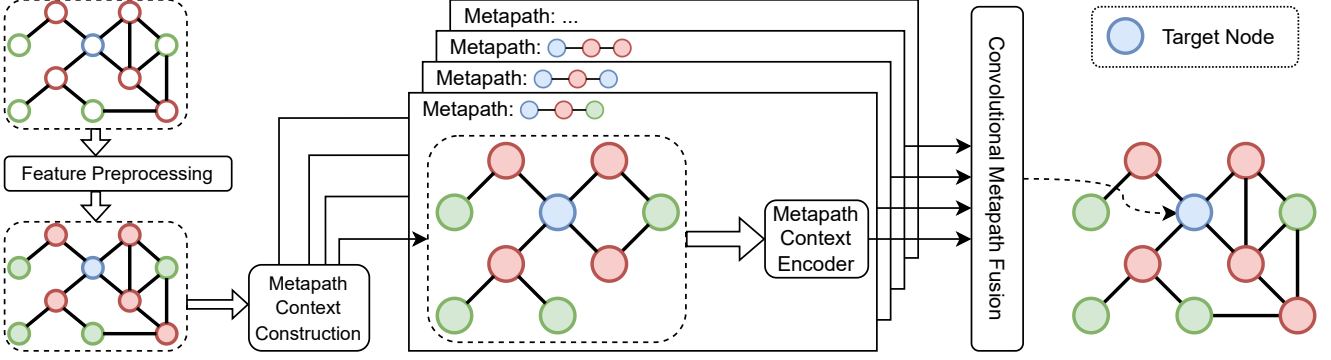 Feature Preprocessing
Metapath
Context
Construction
Metapath: ...
Metapath:
Metapath:
Metapath:
Metapath
Context
Encoder
Convolutional Metapath Fusion
Target Node